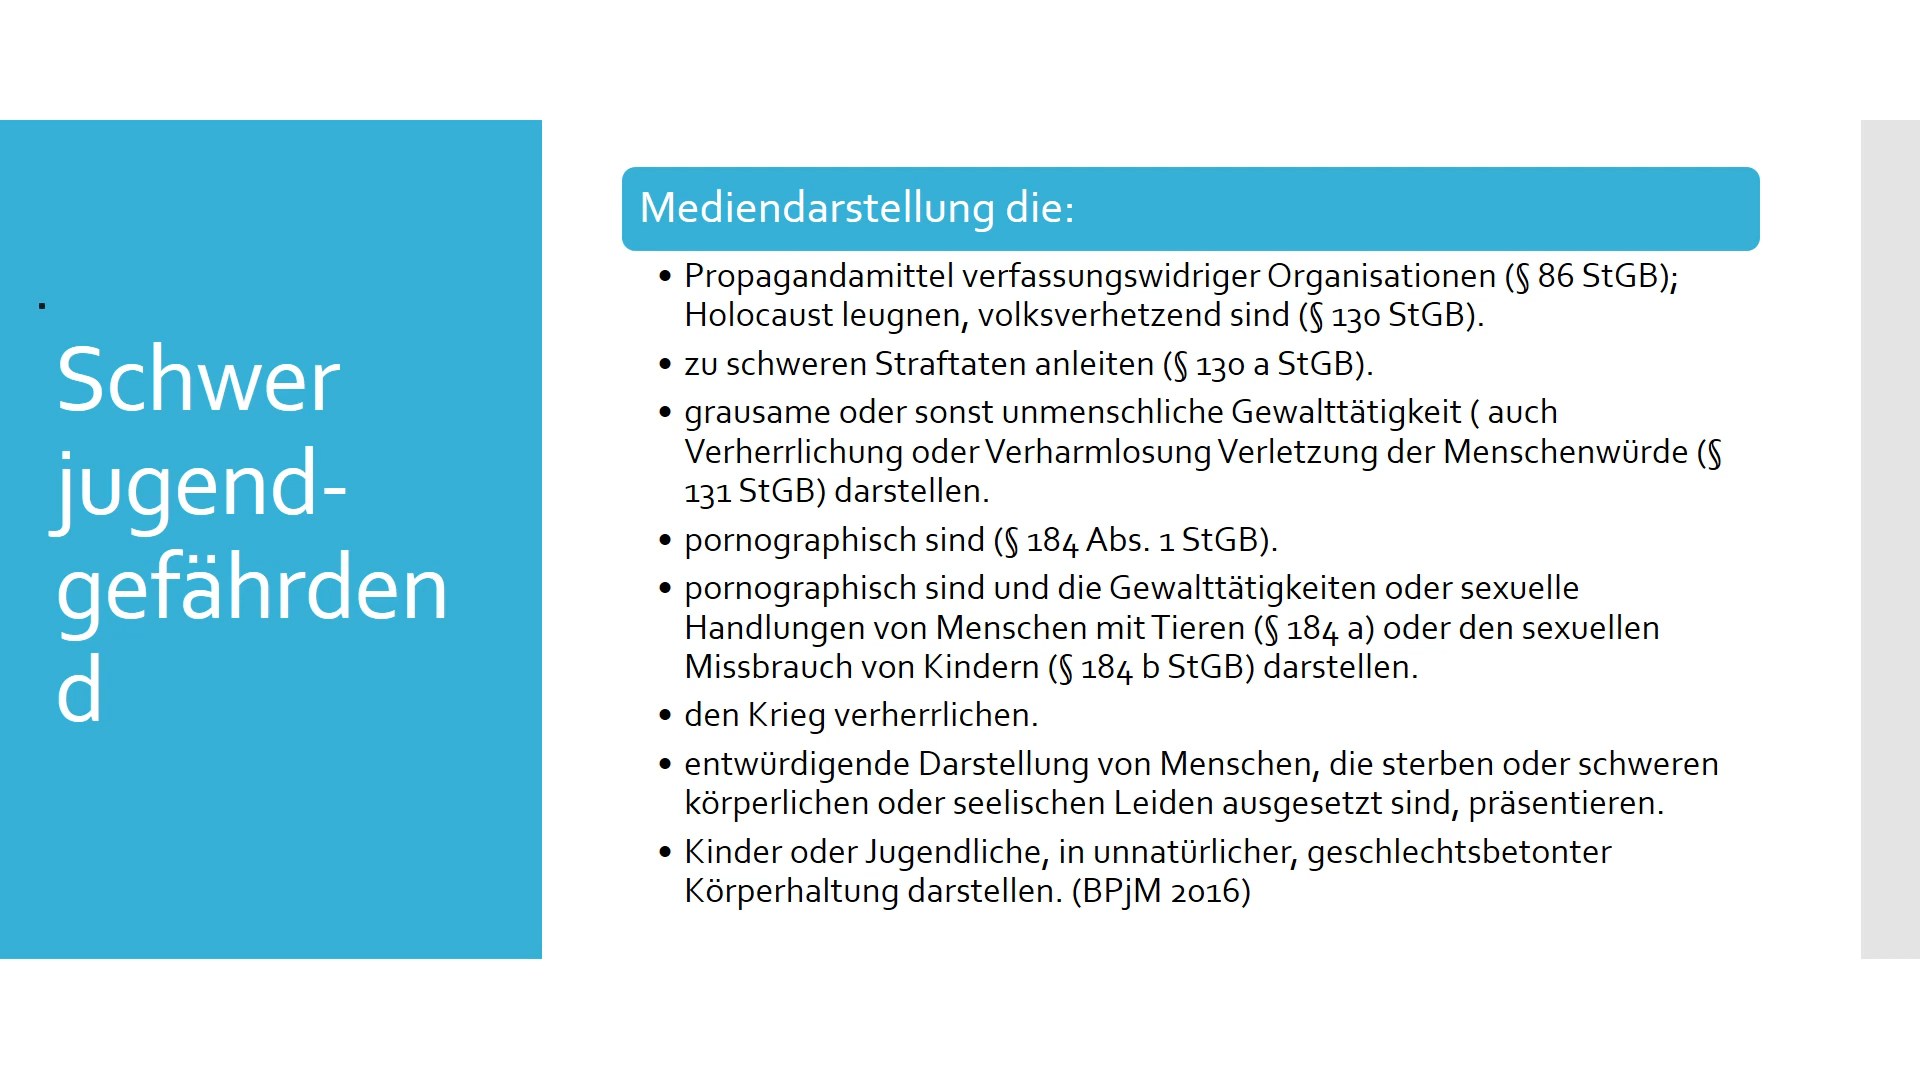 Schwer
jugend-
gefährden
d
Mediendarstellung die:
• Propagandamittel verfassungswidriger Organisationen (§ 86 StGB);
Holocaust leugnen, volksverhetzend sind (§ 130 StGB).
• zu schweren Straftaten anleiten (§ 130 a StGB).
• grausame oder sonst unmenschliche Gewalttätigkeit ( auch
Verherrlichung oder Verharmlosung Verletzung der Menschenwürde (§
131 StGB) darstellen.
• pornographisch sind (§ 184 Abs. 1 StGB).
• pornographisch sind und die Gewalttätigkeiten oder sexuelle
Handlungen von Menschen mit Tieren (§ 184 a) oder den sexuellen
Missbrauch von Kindern (§ 184 b StGB) darstellen.
• den Krieg verherrlichen.
• entwürdigende Darstellung von Menschen, die sterben oder schweren
körperlichen oder seelischen Leiden ausgesetzt sind, präsentieren.
• Kinder oder Jugendliche, in unnatürlicher, geschlechtsbetonter
Körperhaltung darstellen. (BPjM 2016)